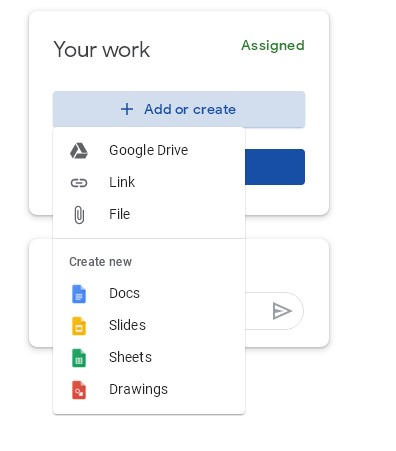 Your work
Assigned
Add or create
Google Drive
Link
File
Create new
Docs
Slides
Sheets
Drawings